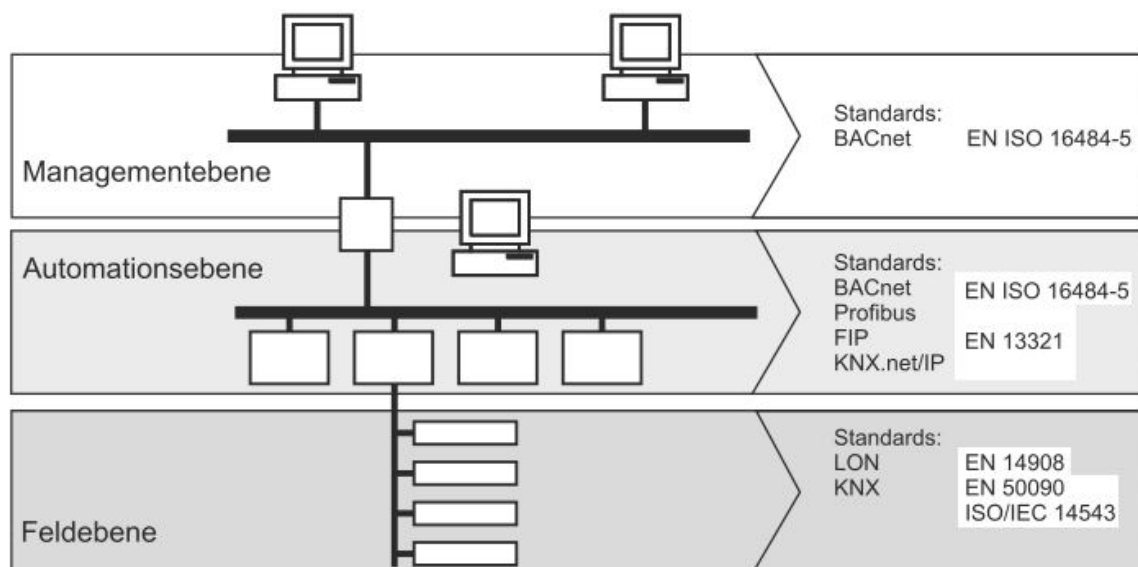 Managementebene
Standards:
BACnet EN ISO 16484-5
Automationsebene
Standards:
BACnet EN ISO 16484-5
Profibus
FIP EN 13321
KNX.net/IP
Feldebene
Standards:
LON EN 14908
KNX EN 50090
ISO/IEC 14543